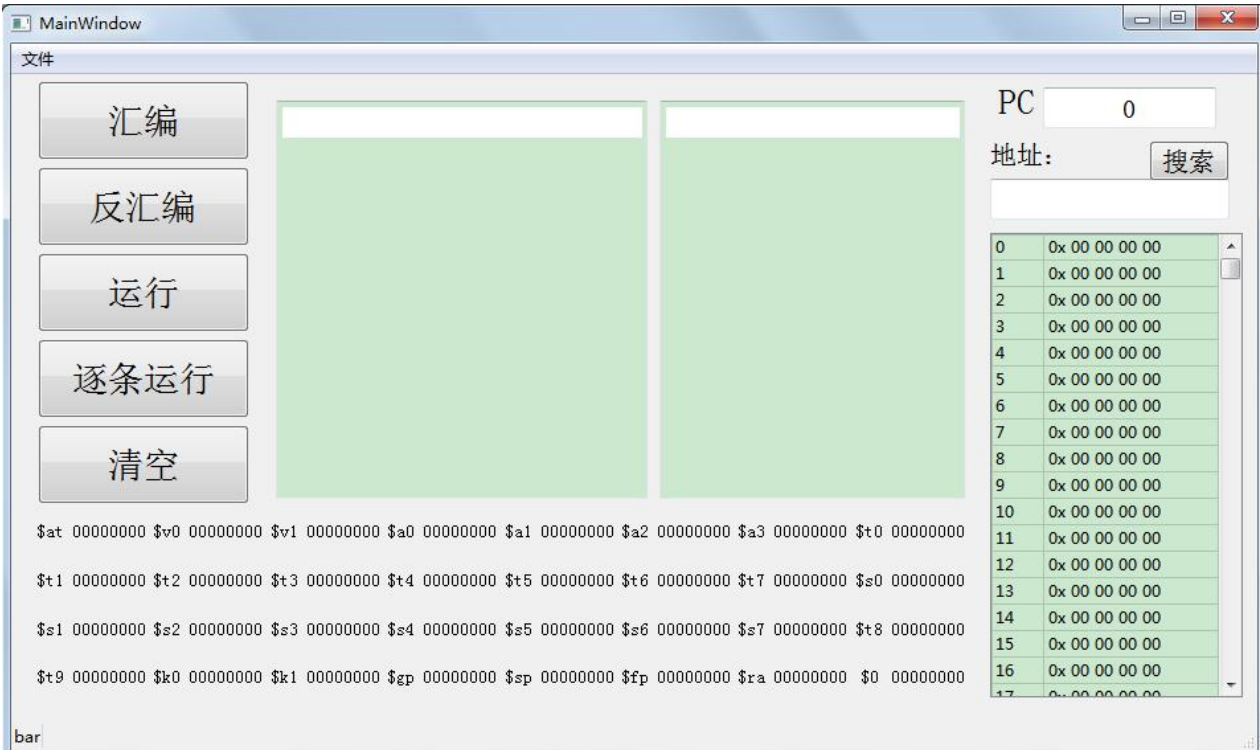 MainWindow
文件
汇编
反汇编
运行
逐条运行
清空
PC 0
地址： 搜索
0 0x 00 00 00 00
1 0x 00 00 00 00
2 0x 00 00 00 00
3 0x 00 00 00 00
4 0x 00 00 00 00
5 0x 00 00 00 00
6 0x 00 00 00 00
7 0x 00 00 00 00
8 0x 00 00 00 00
9 0x 00 00 00 00
10 0x 00 00 00 00
11 0x 00 00 00 00
12 0x 00 00 00 00
13 0x 00 00 00 00
14 0x 00 00 00 00
15 0x 00 00 00 00
16 0x 00 00 00 00
17 0x 00 00 00 00
$at 00000000 $v0 00000000 $v1 00000000 $a0 00000000 $a1 00000000 $a2 00000000 $a3 00000000 $t0 00000000
$t1 00000000 $t2 00000000 $t3 00000000 $t4 00000000 $t5 00000000 $t6 00000000 $t7 00000000 $s0 00000000
$s1 00000000 $s2 00000000 $s3 00000000 $s4 00000000 $s5 00000000 $s6 00000000 $s7 00000000 $t8 00000000
$t9 00000000 $k0 00000000 $k1 00000000 $gp 00000000 $sp 00000000 $fp 00000000 $ra 00000000 $0 00000000
bar